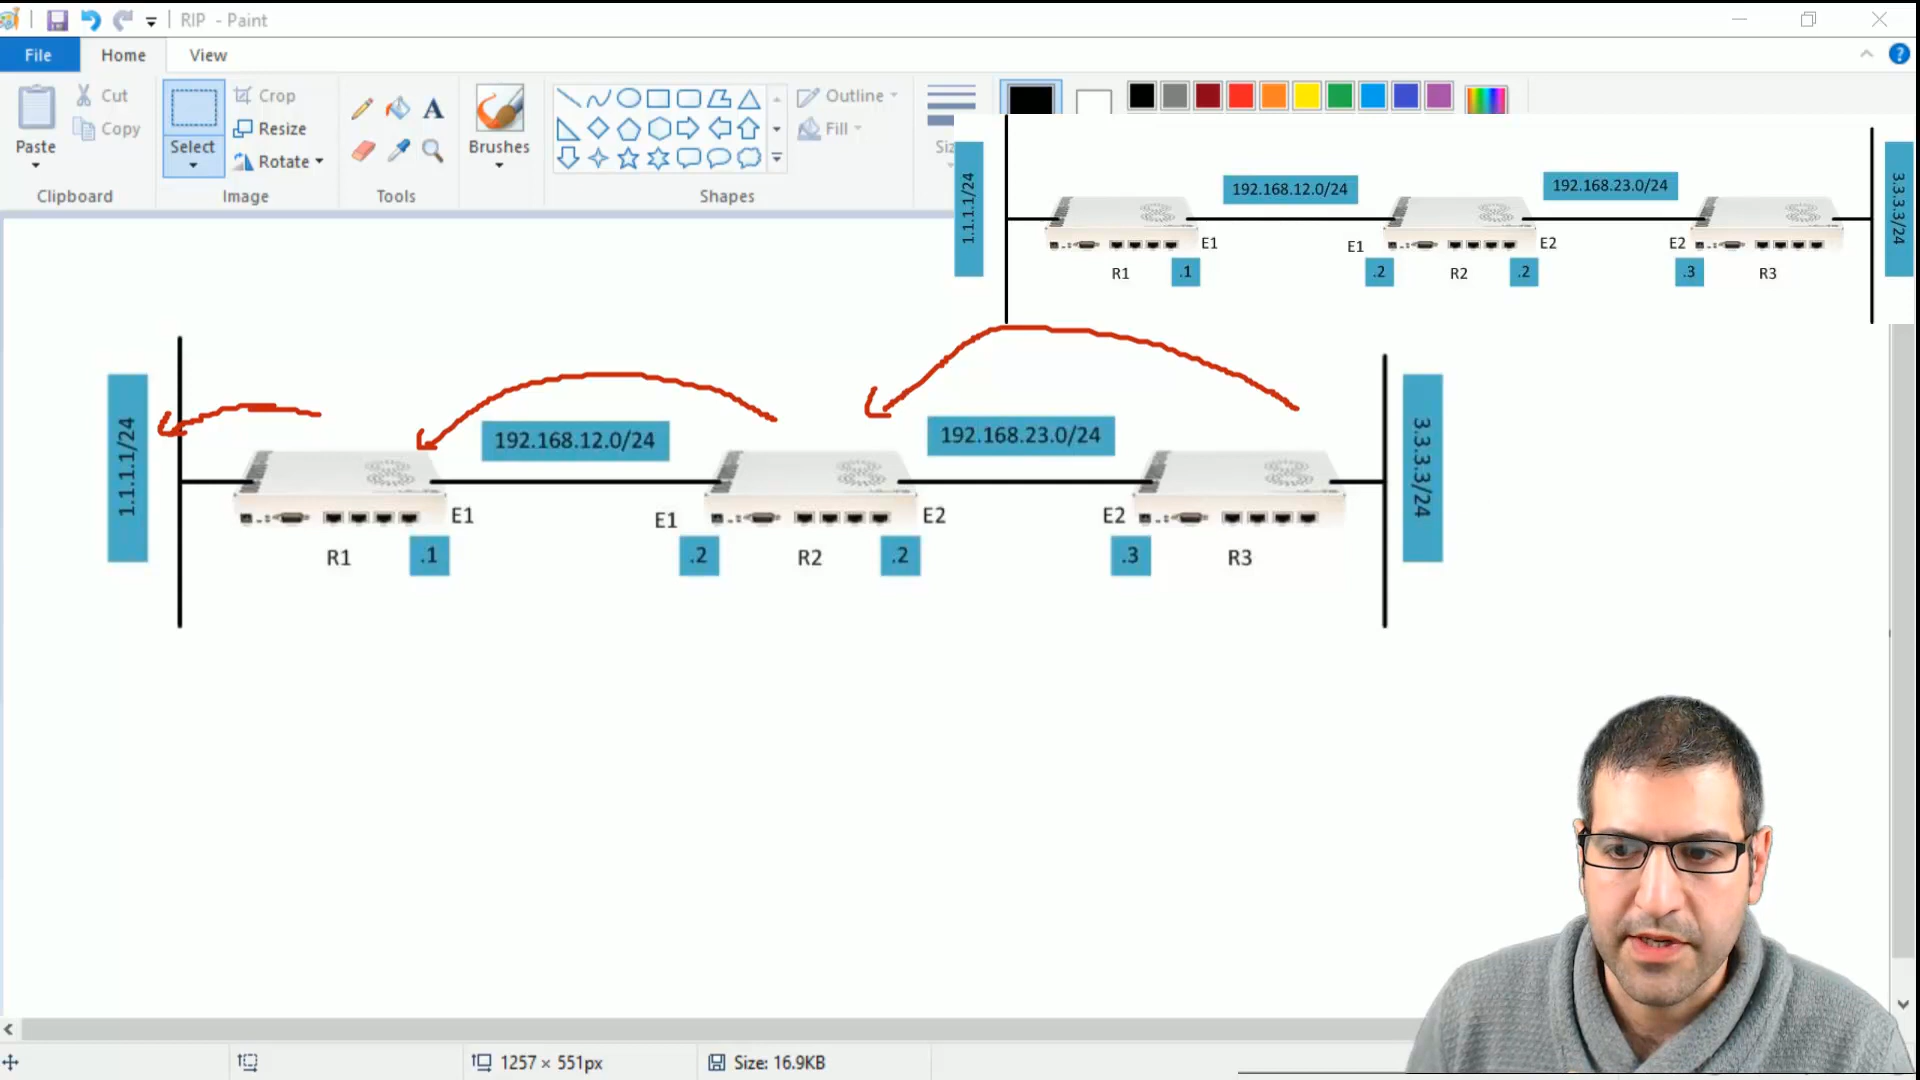 RIP - Paint
File Home View
Paste Cut Copy Clipboard
Select Crop Resize Rotate Image
A Tools
Brushes
Shapes
Outline
Fill
1.1.1.1/24
192.168.12.0/24
192.168.23.0/24
3.3.3.3/24
E1 E1 E2 E2
R1 .1 .2 R2 .2 .3 R3
1.1.1.1/24
192.168.12.0/24
192.168.23.0/24
3.3.3.3/24
E1 E1 E2 E2
R1 .1 .2 R2 .2 .3 R3
1257 × 551px Size: 16.9KB